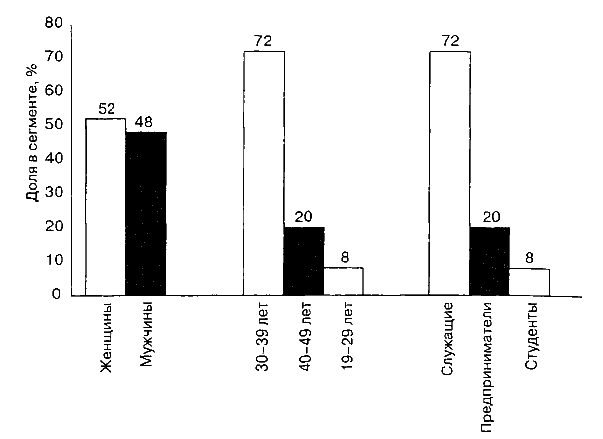 Доля в сегменте, %
80
70
60
50
40
30
20
10
0
52
48
72
20
8
72
20
8
Женщины
Мужчины
30–39 лет
40–49 лет
19–29 лет
Служащие
Предприниматели
Студенты